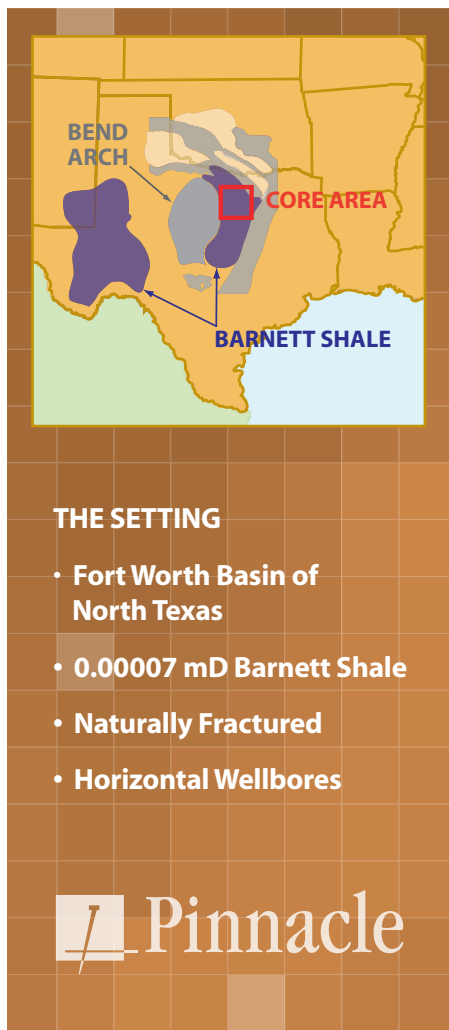 BEND
ARCH
CORE AREA
BARNETT SHALE
THE SETTING
• Fort Worth Basin of
North Texas
• 0.00007 mD Barnett Shale
• Naturally Fractured
• Horizontal Wellbores
Pinnacle